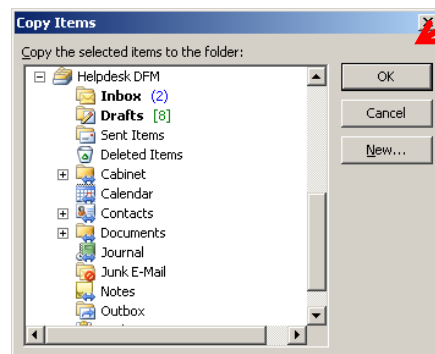 Copy Items
Copy the selected items to the folder:
Helpdesk DFM
Inbox (2)
Drafts [8]
Sent Items
Deleted Items
Cabinet
Calendar
Contacts
Documents
Journal
Junk E-Mail
Notes
Outbox
OK
Cancel
New...